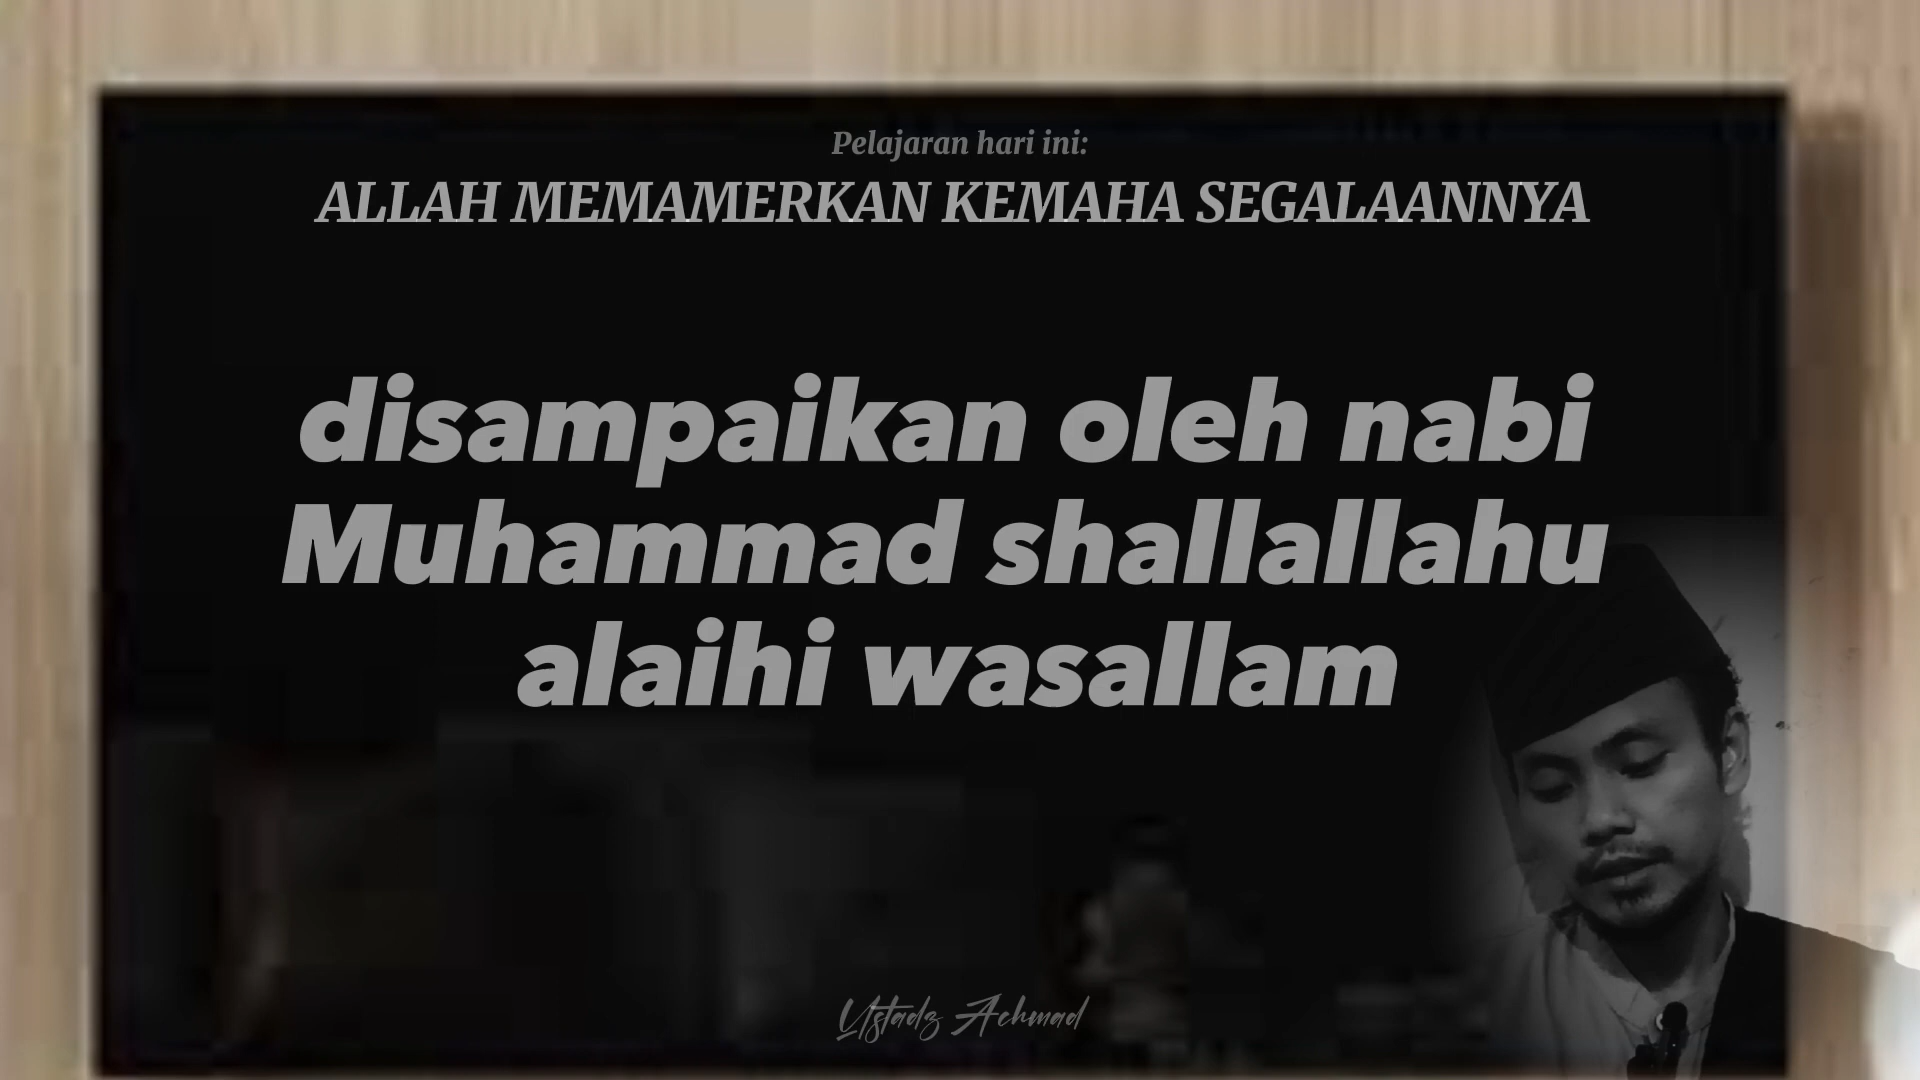 Pelajaran hari ini:
ALLAH MEMAMERKAN KEMAHA SEGALAANNYA
disampaikan oleh nabi
Muhammad shallallahu
alaihi wasallam
Ustadz Achmad